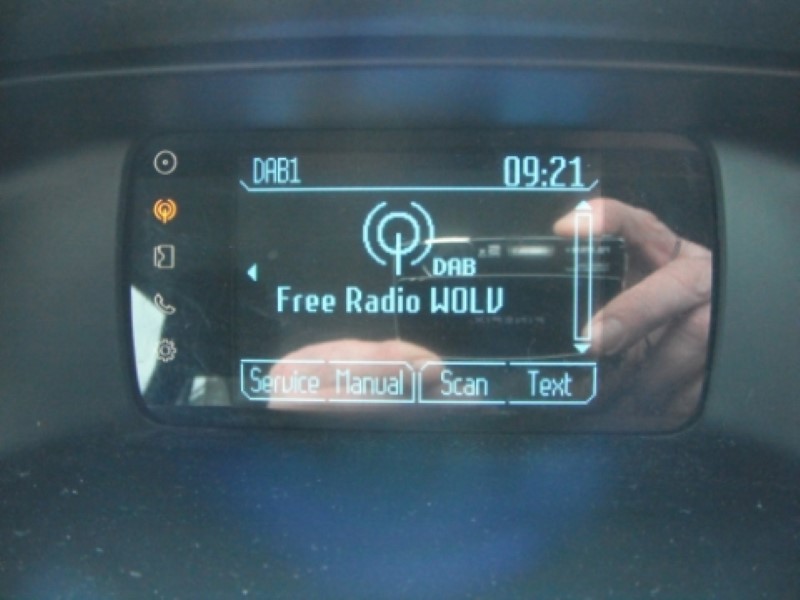 DAB1 09:21
DAB
Free Radio WOLV
Service Manual Scan Text